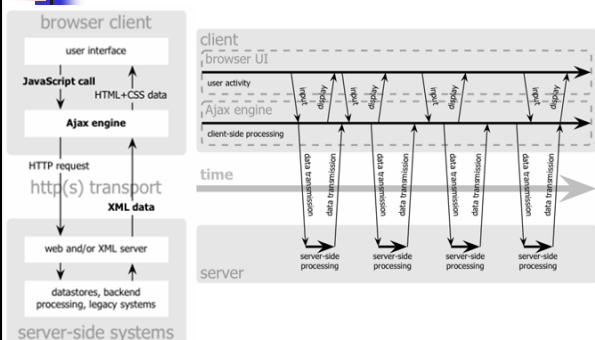 browser client
user interface
JavaScript call
HTML+CSS data
Ajax engine
HTTP request
http(s) transport
XML data
web and/or XML server
datastores, backend
processing, legacy systems
server-side systems
client
browser UI
user activity
input
display
input
display
input
display
input
display
Ajax engine
client-side processing
data transmission
data transmission
data transmission
data transmission
data transmission
data transmission
data transmission
data transmission
time
server-side
processing
server-side
processing
server-side
processing
server-side
processing
server